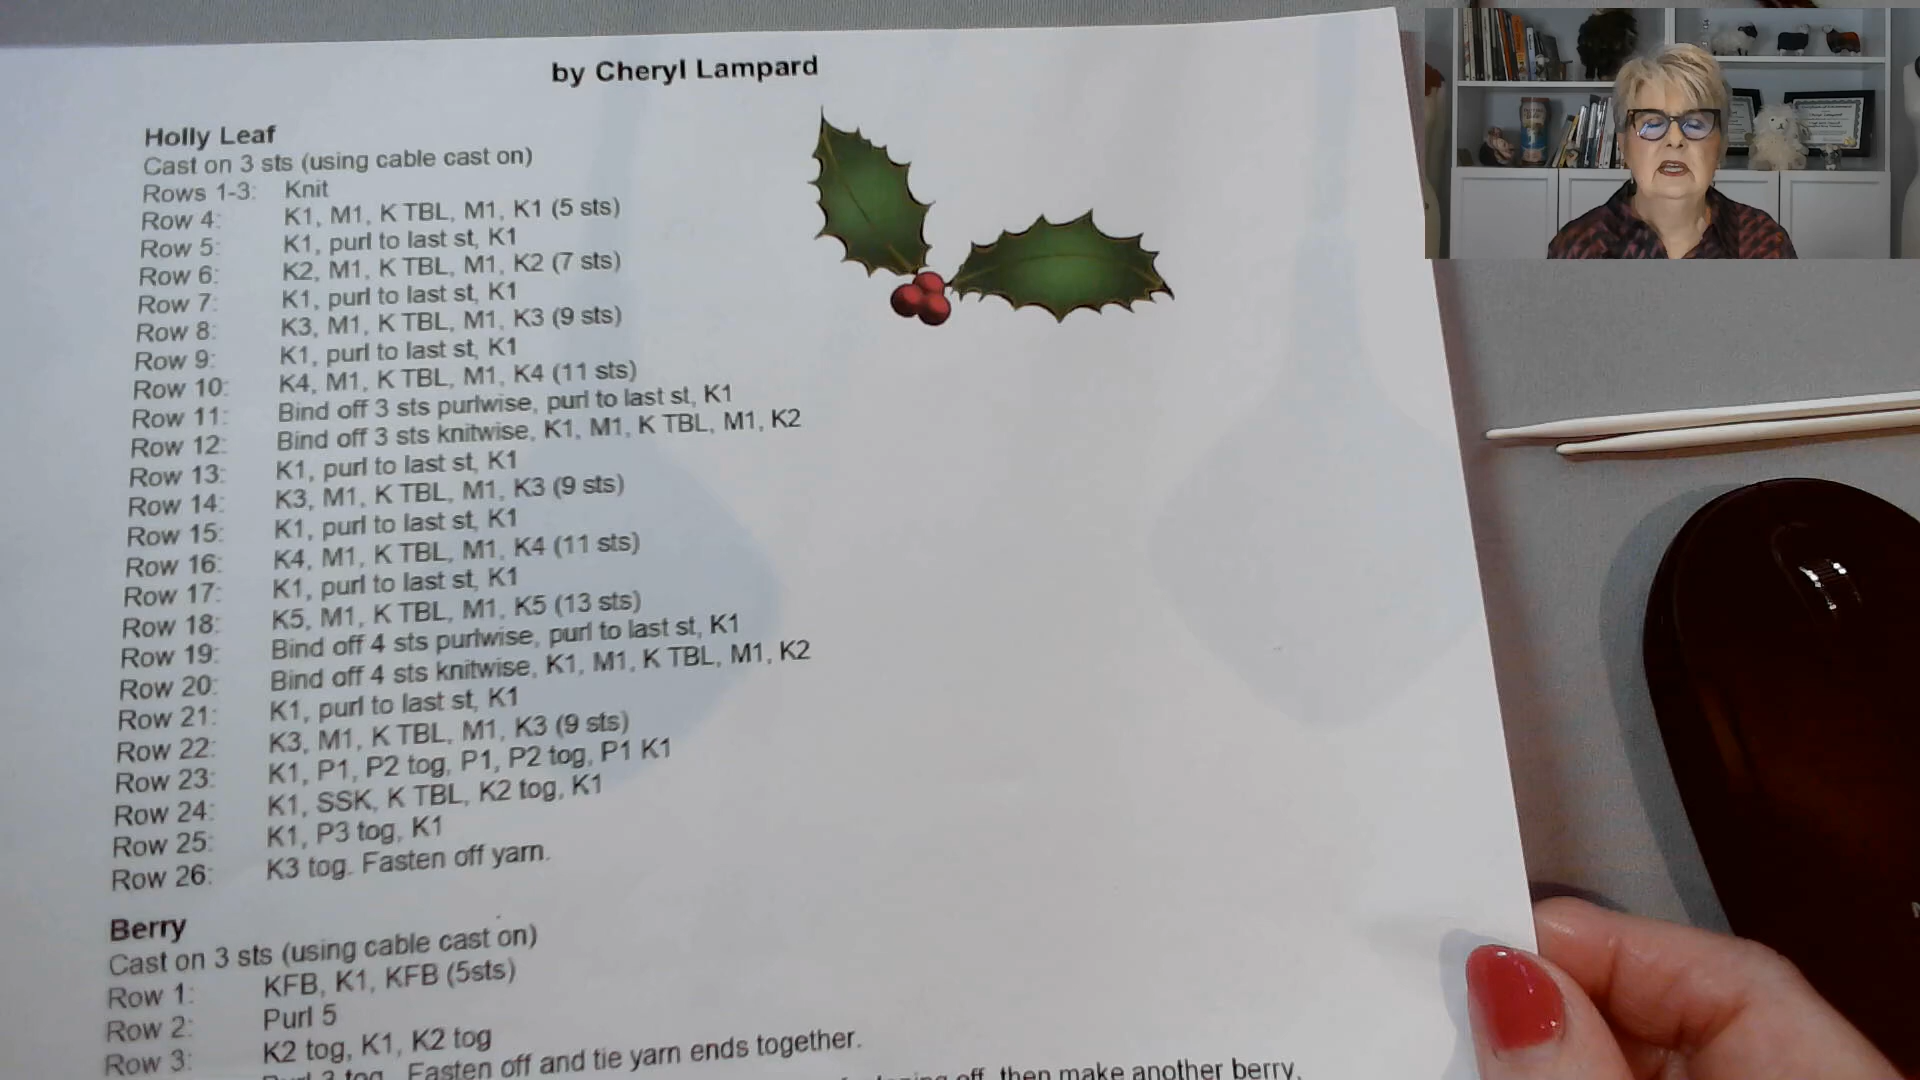 by Cheryl Lampard
Holly Leaf
Cast on 3 sts (using cable cast on)
Rows 1-3: Knit
Row 4: K1, M1, K TBL, M1, K1 (5 sts)
Row 5: K1, purl to last st, K1
Row 6: K2, M1, K TBL, M1, K2 (7 sts)
Row 7: K1, purl to last st, K1
Row 8: K3, M1, K TBL, M1, K3 (9 sts)
Row 9: K1, purl to last st, K1
Row 10: K4, M1, K TBL, M1, K4 (11 sts)
Row 11: Bind off 3 sts purlwise, purl to last st, K1
Row 12: Bind off 3 sts knitwise, K1, M1, K TBL, M1, K2
Row 13: K1, purl to last st, K1
Row 14: K3, M1, K TBL, M1, K3 (9 sts)
Row 15: K1, purl to last st, K1
Row 16: K4, M1, K TBL, M1, K4 (11 sts)
Row 17: K1, purl to last st, K1
Row 18: K5, M1, K TBL, M1, K5 (13 sts)
Row 19: Bind off 4 sts purlwise, purl to last st, K1
Row 20: Bind off 4 sts knitwise, K1, M1, K TBL, M1, K2
Row 21: K1, purl to last st, K1
Row 22: K3, M1, K TBL, M1, K3 (9 sts)
Row 23: K1, P1, P2 tog, P1, P2 tog, P1 K1
Row 24: K1, SSK, K TBL, K2 tog, K1
Row 25: K1, P3 tog, K1
Row 26: K3 tog. Fasten off yarn.
Berry
Cast on 3 sts (using cable cast on)
Row 1: KFB, K1, KFB (5sts)
Row 2: Purl 5
Row 3: K2 tog, K1, K2 tog
Purl 3 tog. Fasten off and tie yarn ends together.
off, then make another berry,